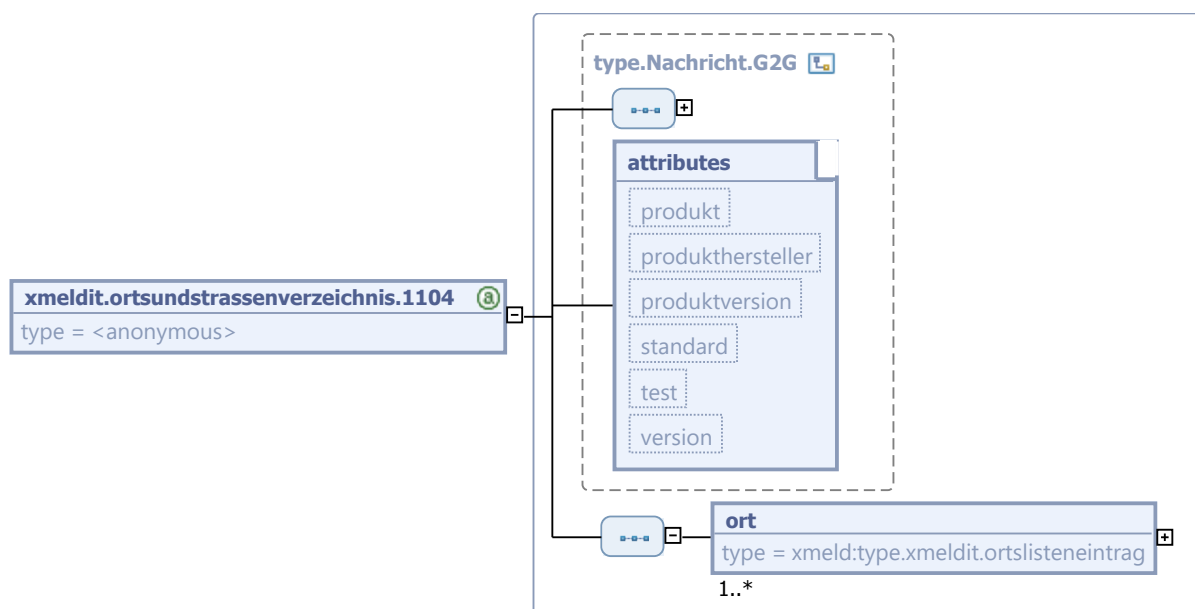 type.Nachricht.G2G
attributes
produkt
produkthersteller
produktversion
standard
test
version
xmeldit.ortsundstrassenverzeichnis.1104 a
type = <anonymous>
ort
type = xmeld:type.xmeldit.ortslisteneintrag
1..*